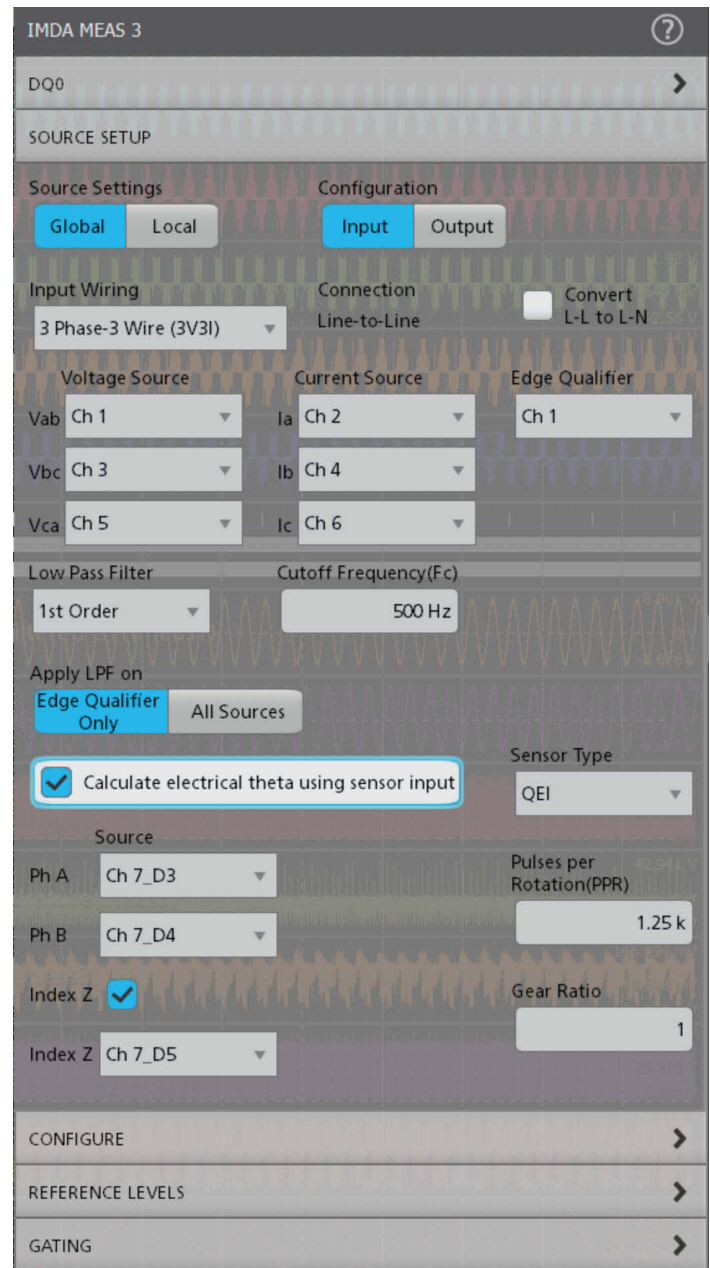 IMDA MEAS 3
DQ0
SOURCE SETUP
Source Settings Configuration
Global Local Input Output
Input Wiring Connection Convert
3 Phase-3 Wire (3V3I) Line-to-Line L-L to L-N
Voltage Source Current Source Edge Qualifier
Vab Ch 1 Ia Ch 2 Ch 1
Vbc Ch 3 Ib Ch 4
Vca Ch 5 Ic Ch 6
Low Pass Filter Cutoff Frequency(Fc)
1st Order 500 Hz
Apply LPF on
Edge Qualifier
Only All Sources
Calculate electrical theta using sensor input
Sensor Type
QEI
Source
Ph A Ch 7_D3
Pulses per
Rotation(PPR)
1.25 k
Ph B Ch 7_D4
Index Z
Gear Ratio
1
Index Z Ch 7_D5
CONFIGURE
REFERENCE LEVELS
GATING